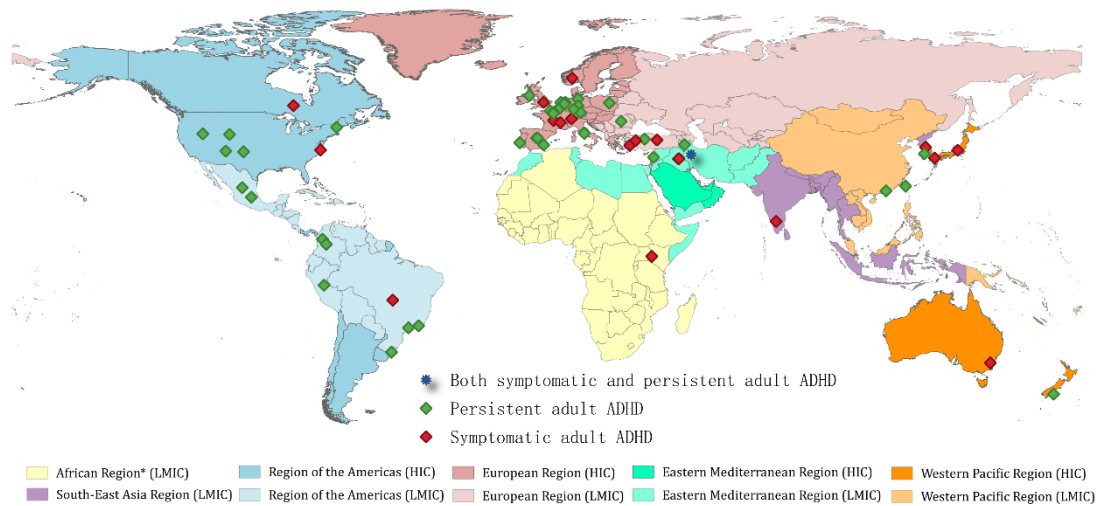 Both symptomatic and persistent adult ADHD
Persistent adult ADHD
Symptomatic adult ADHD
African Region* (LMIC)
Region of the Americas (HIC)
European Region (HIC)
Eastern Mediterranean Region (HIC)
Western Pacific Region (HIC)
South-East Asia Region (LMIC)
Region of the Americas (LMIC)
European Region (LMIC)
Eastern Mediterranean Region (LMIC)
Western Pacific Region (LMIC)